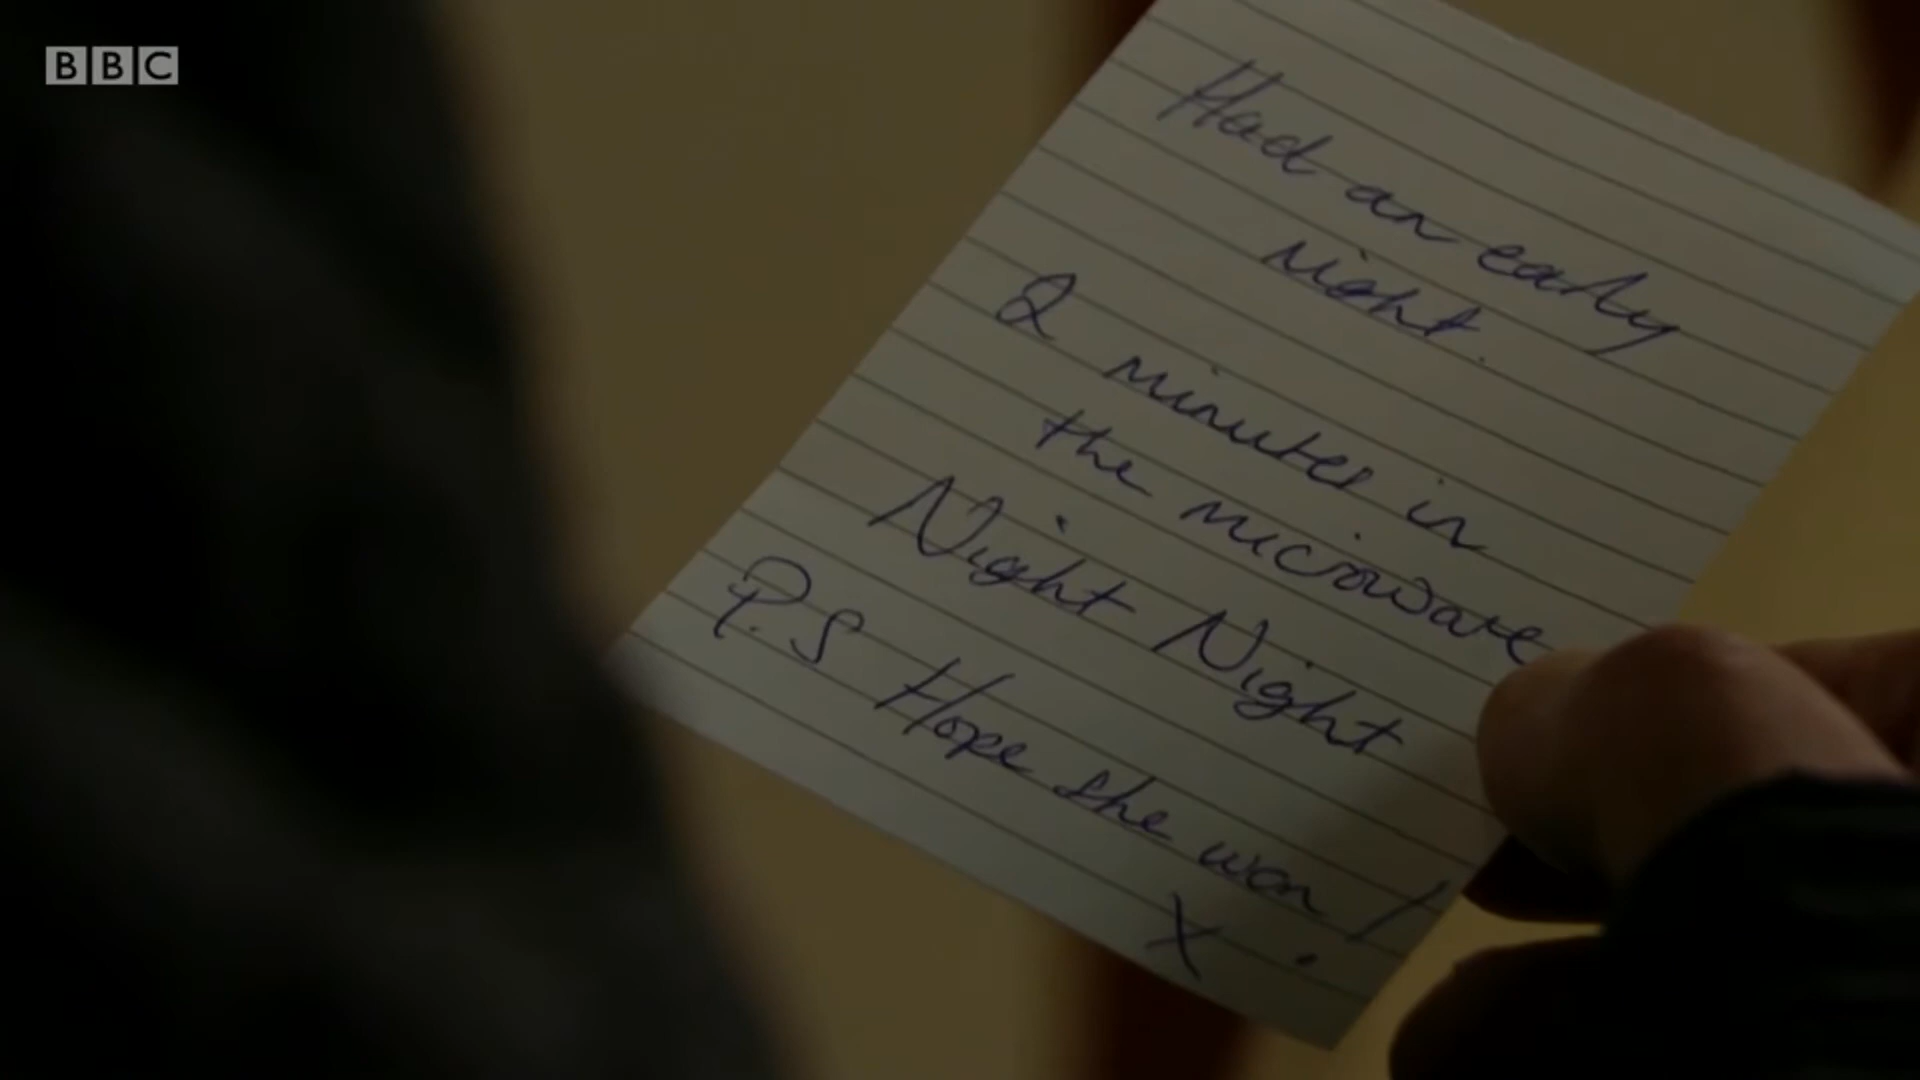 BBC
Had an early
night.
2 minutes in
the microwave
Night Night
P.S Hope she won!
X